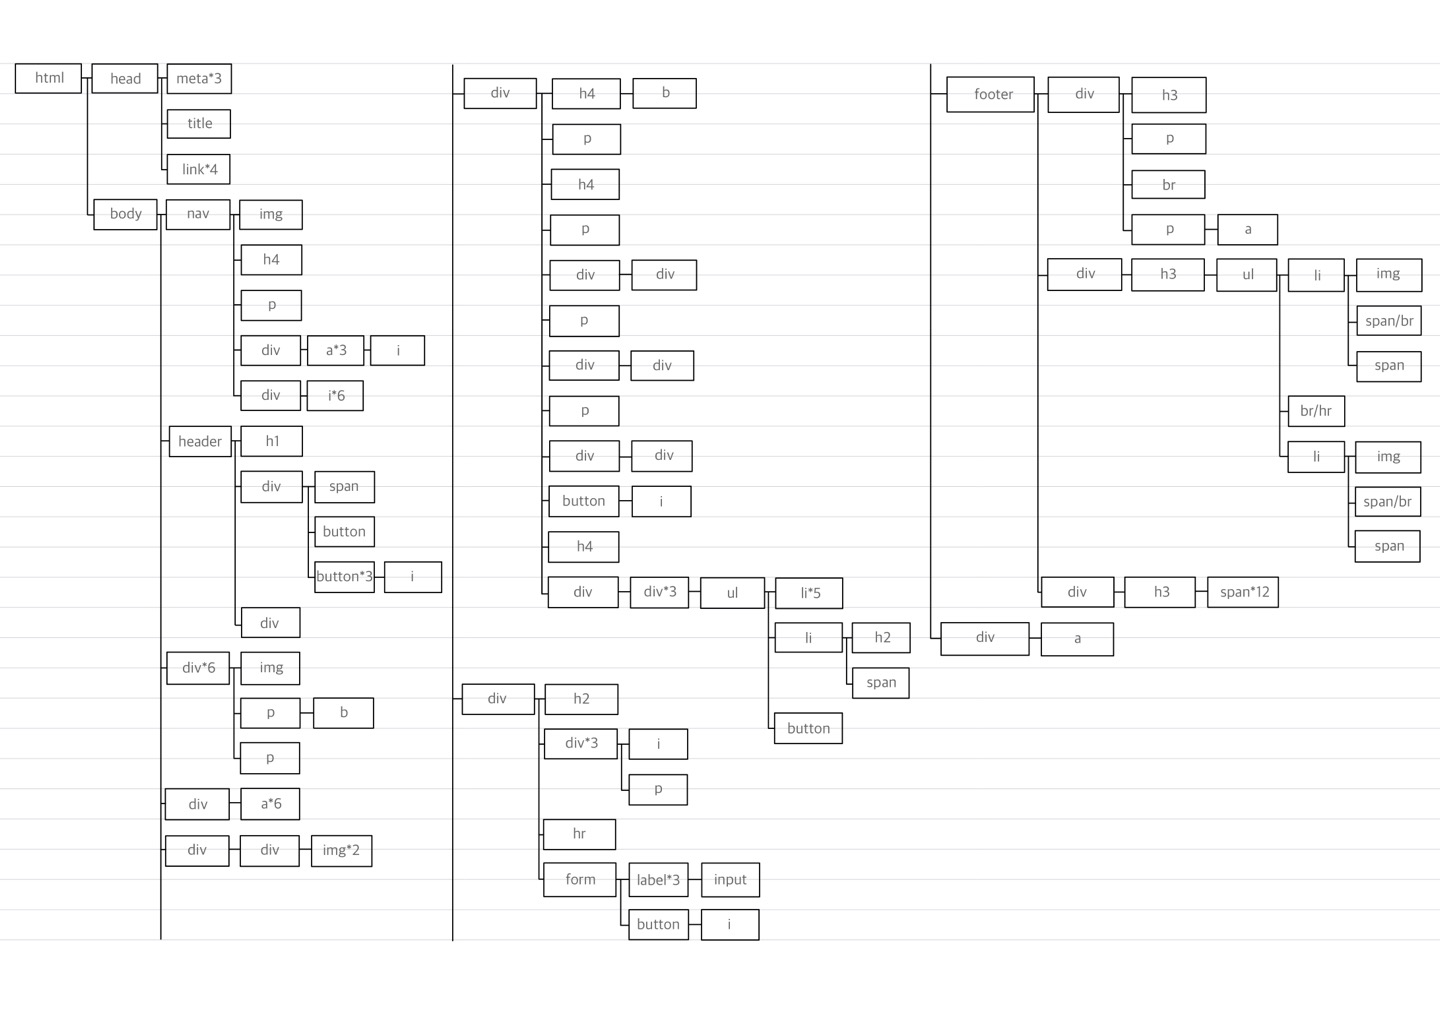 html head meta*3
title
link*4
body nav img
h4
p
div a*3 i
div i*6
header h1
div span
button
button*3 i
div
div*6 img
p b
p
div a*6
div div img*2
div h4 b
p
h4
p
div div
p
div div
p
div div
button i
h4
div div*3 ul li*5
li h2
span
button
div h2
div*3 i
p
hr
form label*3 input
button i
footer div h3
p
br
p a
div h3 ul li img
span/br
span
br/hr
li img
span/br
span
div h3 span*12
div a